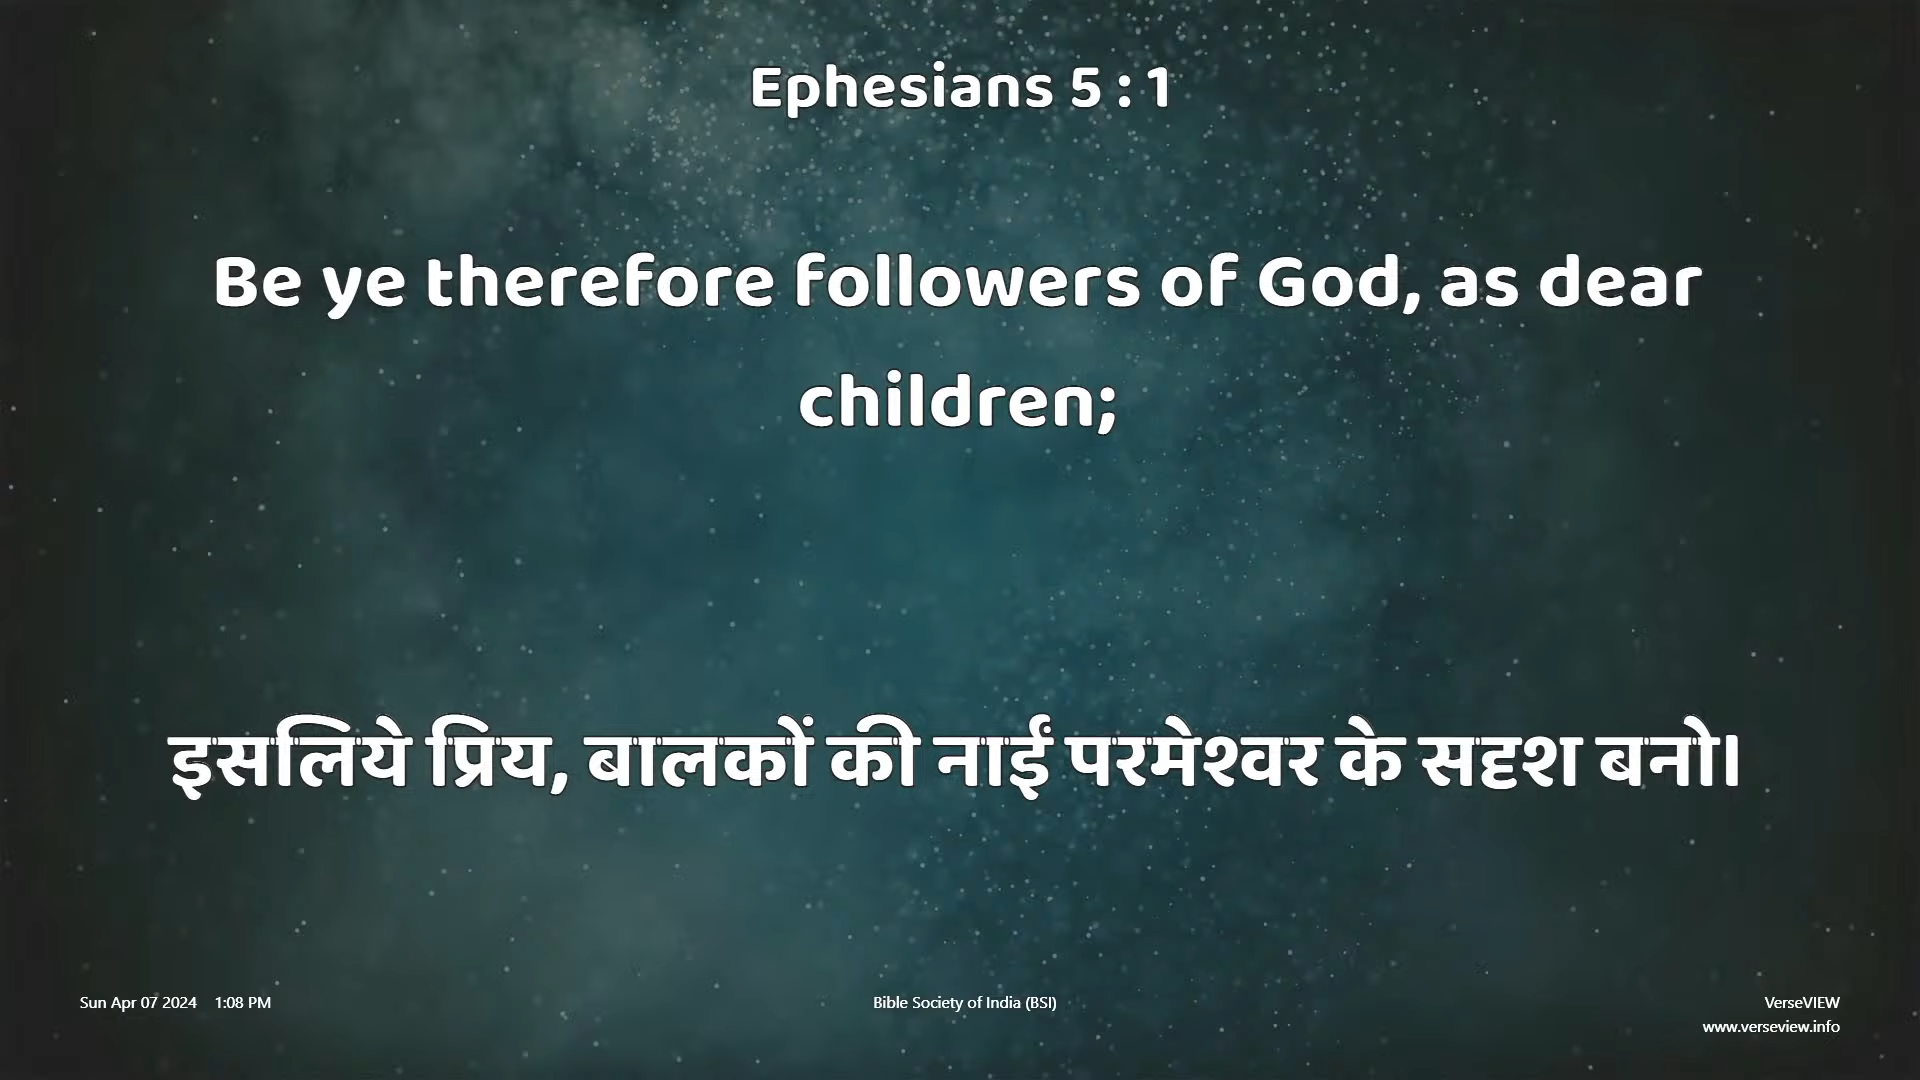 Ephesians 5 : 1
Be ye therefore followers of God, as dear
children;
इसलिये प्रिय, बालकों की नाईं परमेश्वर के सदृश बनो।
Sun Apr 07 2024 1:08 PM
Bible Society of India (BSI)
VerseVIEW
www.verseview.info